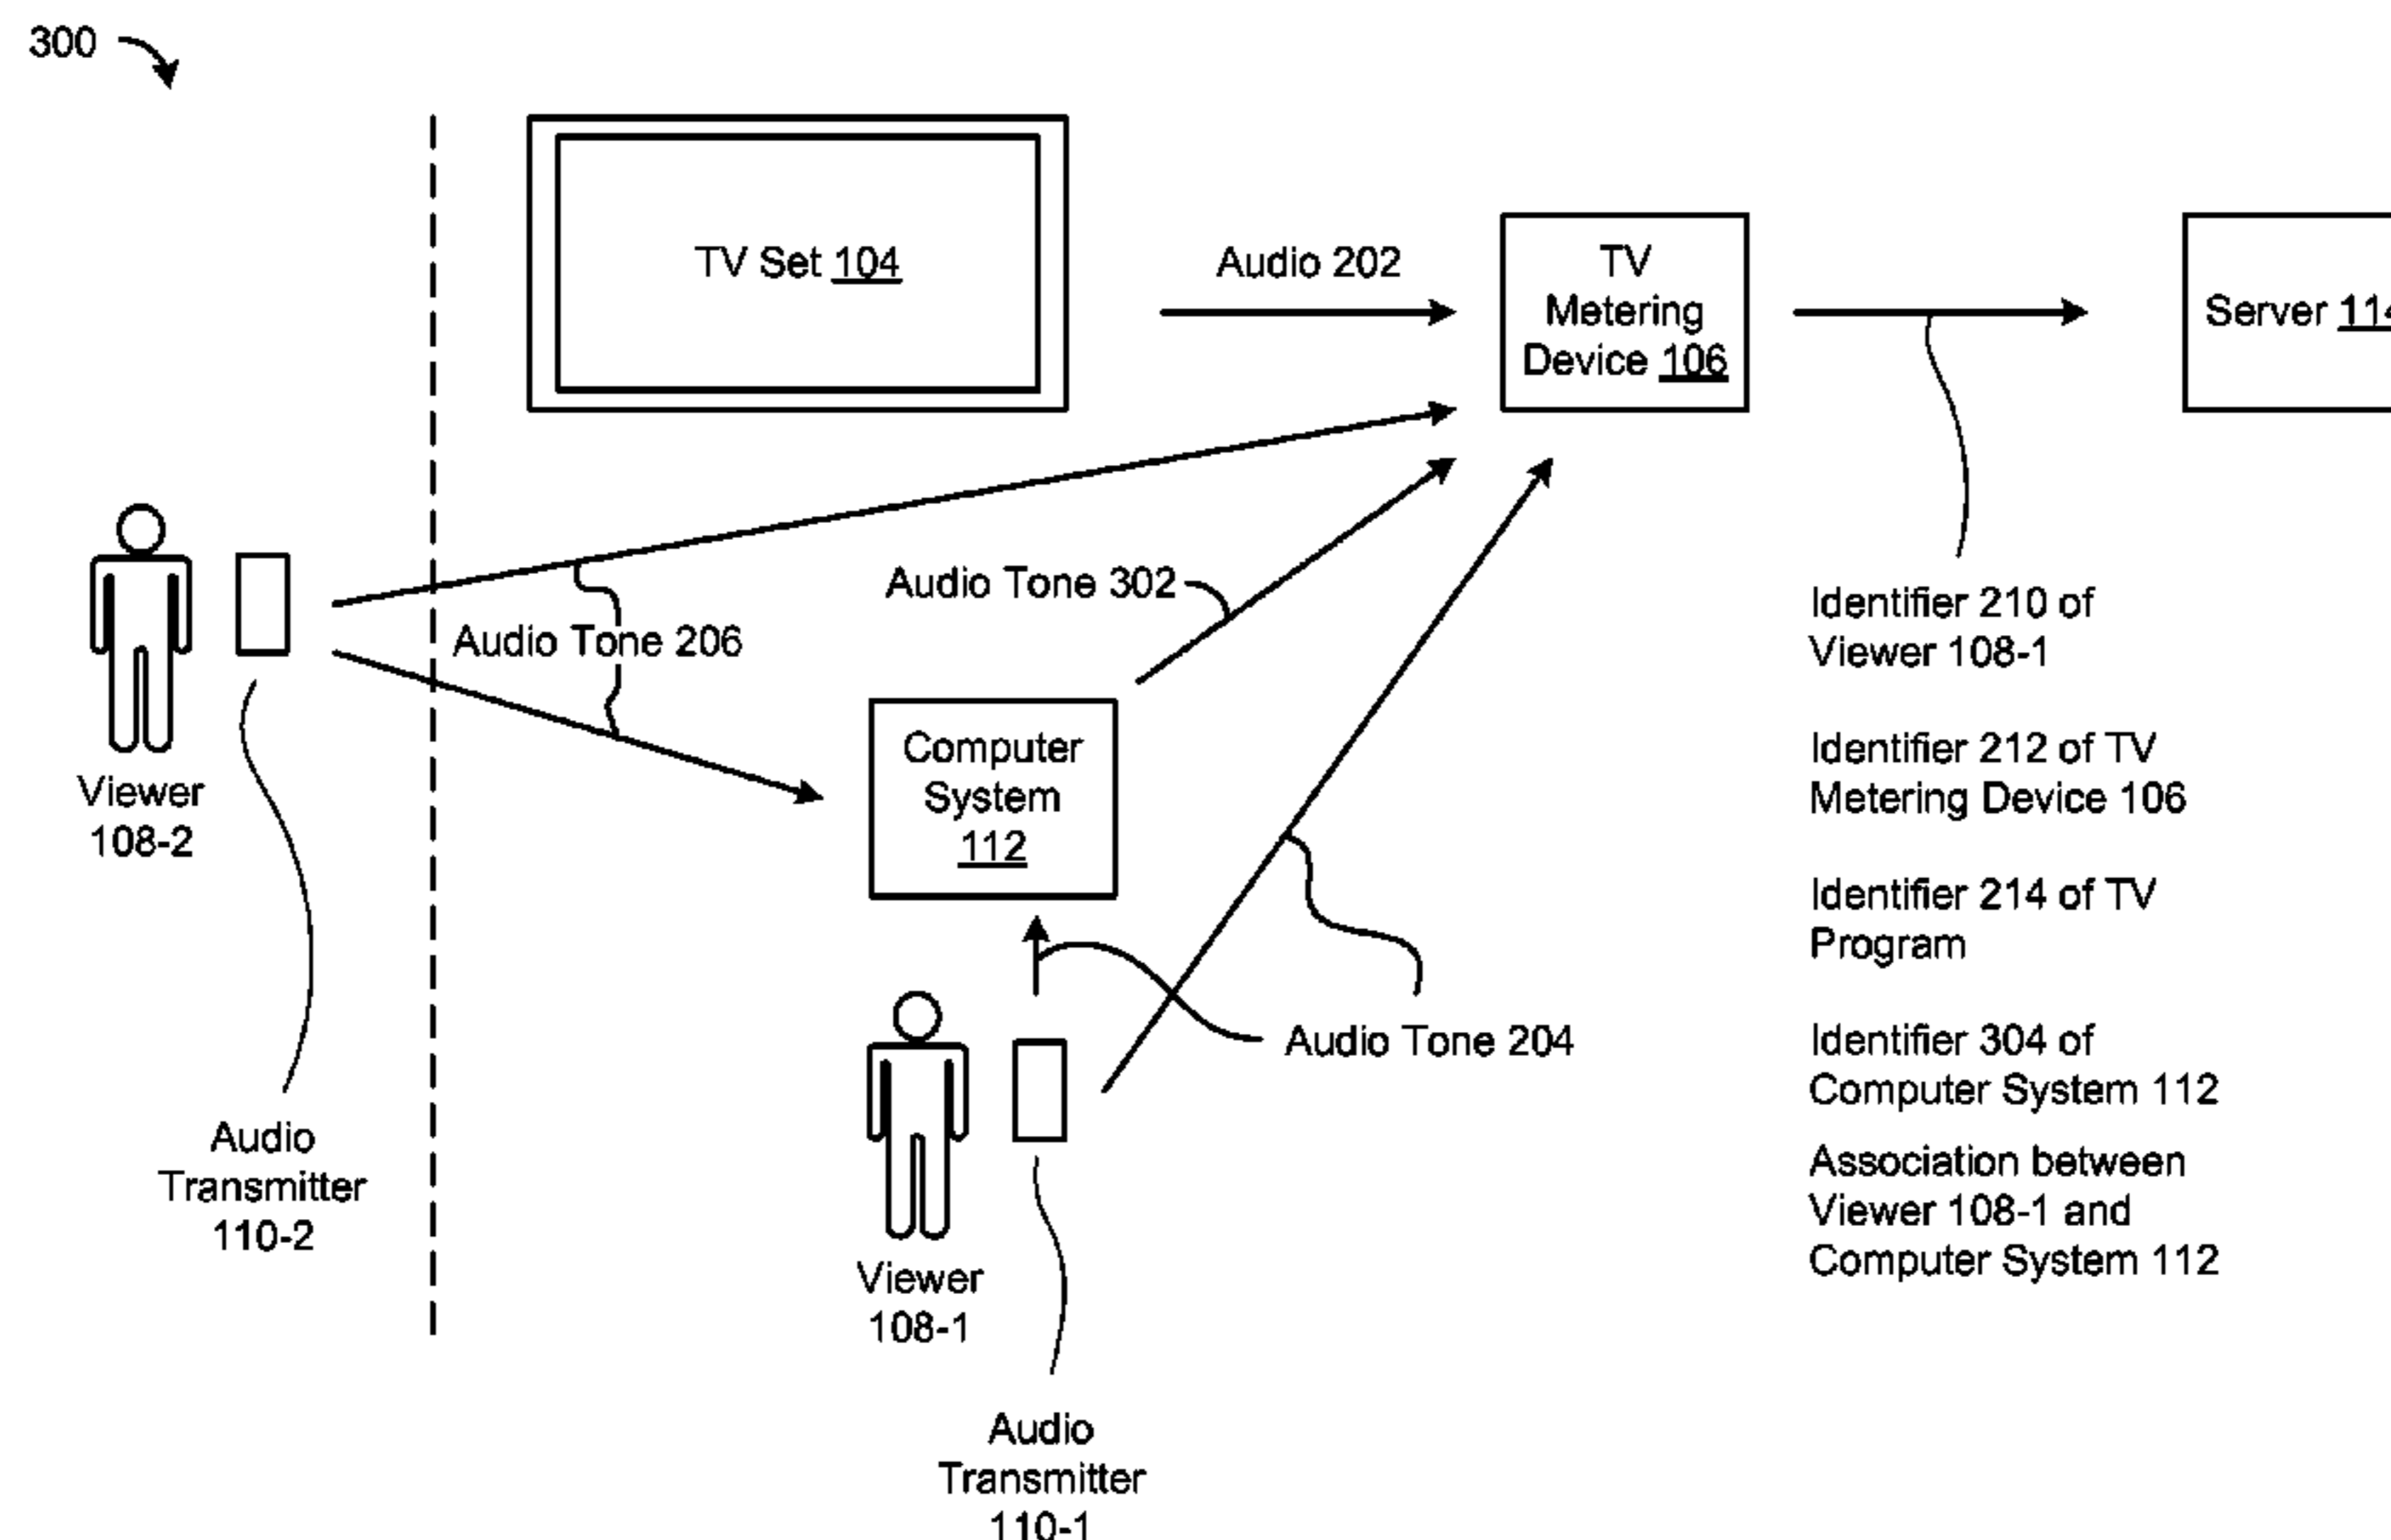 300
TV Set 104
Audio 202
TV
Metering
Device 106
Server 114
Audio Tone 302
Audio Tone 206
Identifier 210 of
Viewer 108-1
Computer
System
112
Viewer
108-2
Identifier 212 of TV
Metering Device 106
Identifier 214 of TV
Program
Audio Tone 204
Identifier 304 of
Computer System 112
Audio
Transmitter
110-2
Association between
Viewer 108-1 and
Computer System 112
Viewer
108-1
Audio
Transmitter
110-1